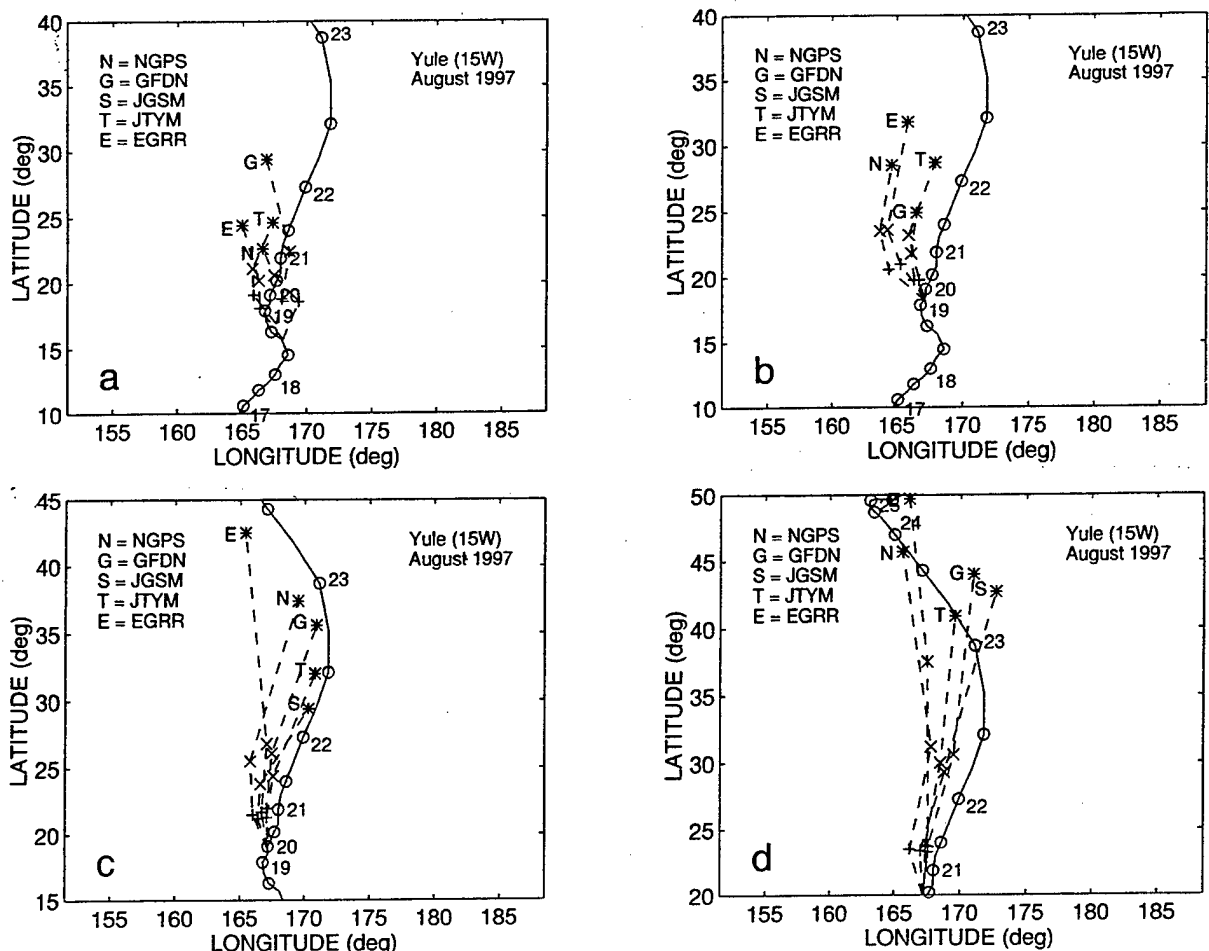 40
35
30
25
20
15
10
LATITUDE (deg)
N = NGPS
G = GFDN
S = JGSM
T = JTYM
E = EGRR
Yule (15W)
August 1997
23
22
21
20
19
18
17
G
T
E
N
a
155 160 165 170 175 180 185
LONGITUDE (deg)
40
35
30
25
20
15
10
LATITUDE (deg)
N = NGPS
G = GFDN
S = JGSM
T = JTYM
E = EGRR
Yule (15W)
August 1997
23
22
21
20
19
18
17
E
N
T
G
b
155 160 165 170 175 180 185
LONGITUDE (deg)
45
40
35
30
25
20
15
LATITUDE (deg)
N = NGPS
G = GFDN
S = JGSM
T = JTYM
E = EGRR
Yule (15W)
August 1997
E
23
N
G
T
S
22
21
20
19
c
155 160 165 170 175 180 185
LONGITUDE (deg)
50
45
40
35
30
25
20
LATITUDE (deg)
N = NGPS
G = GFDN
S = JGSM
T = JTYM
E = EGRR
Yule (15W)
August 1997
25
24
N
G
S
T
23
22
21
d
155 160 165 170 175 180 185
LONGITUDE (deg)